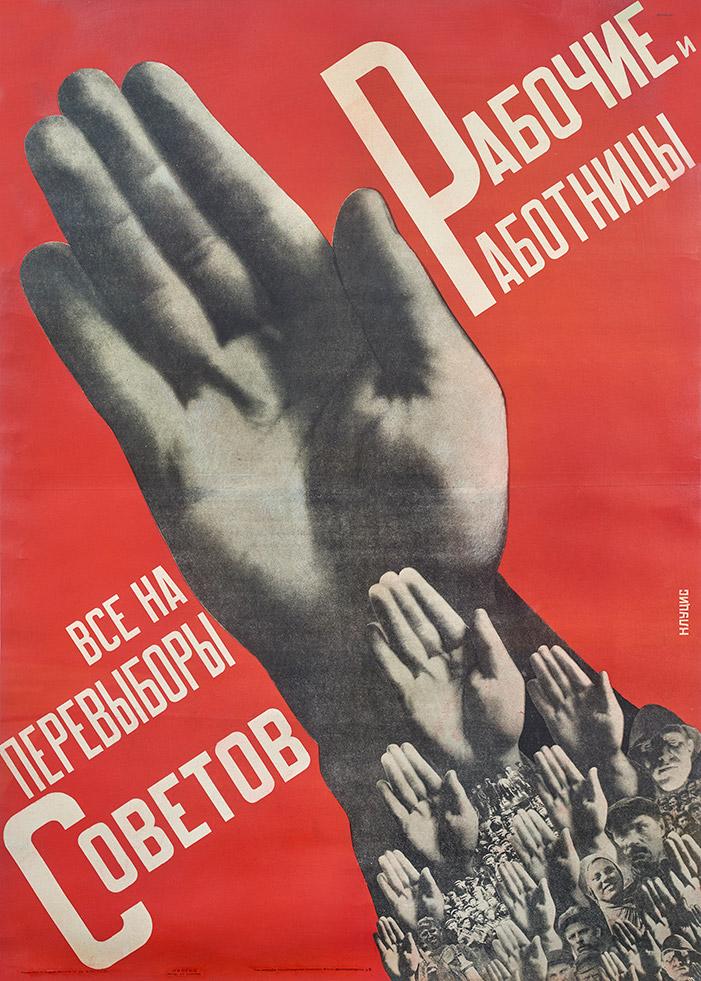 РАБОЧИЕ И
РАБОТНИЦЫ
ВСЕ НА
ПЕРЕВЫБОРЫ
СОВЕТОВ
КЛУЦИС